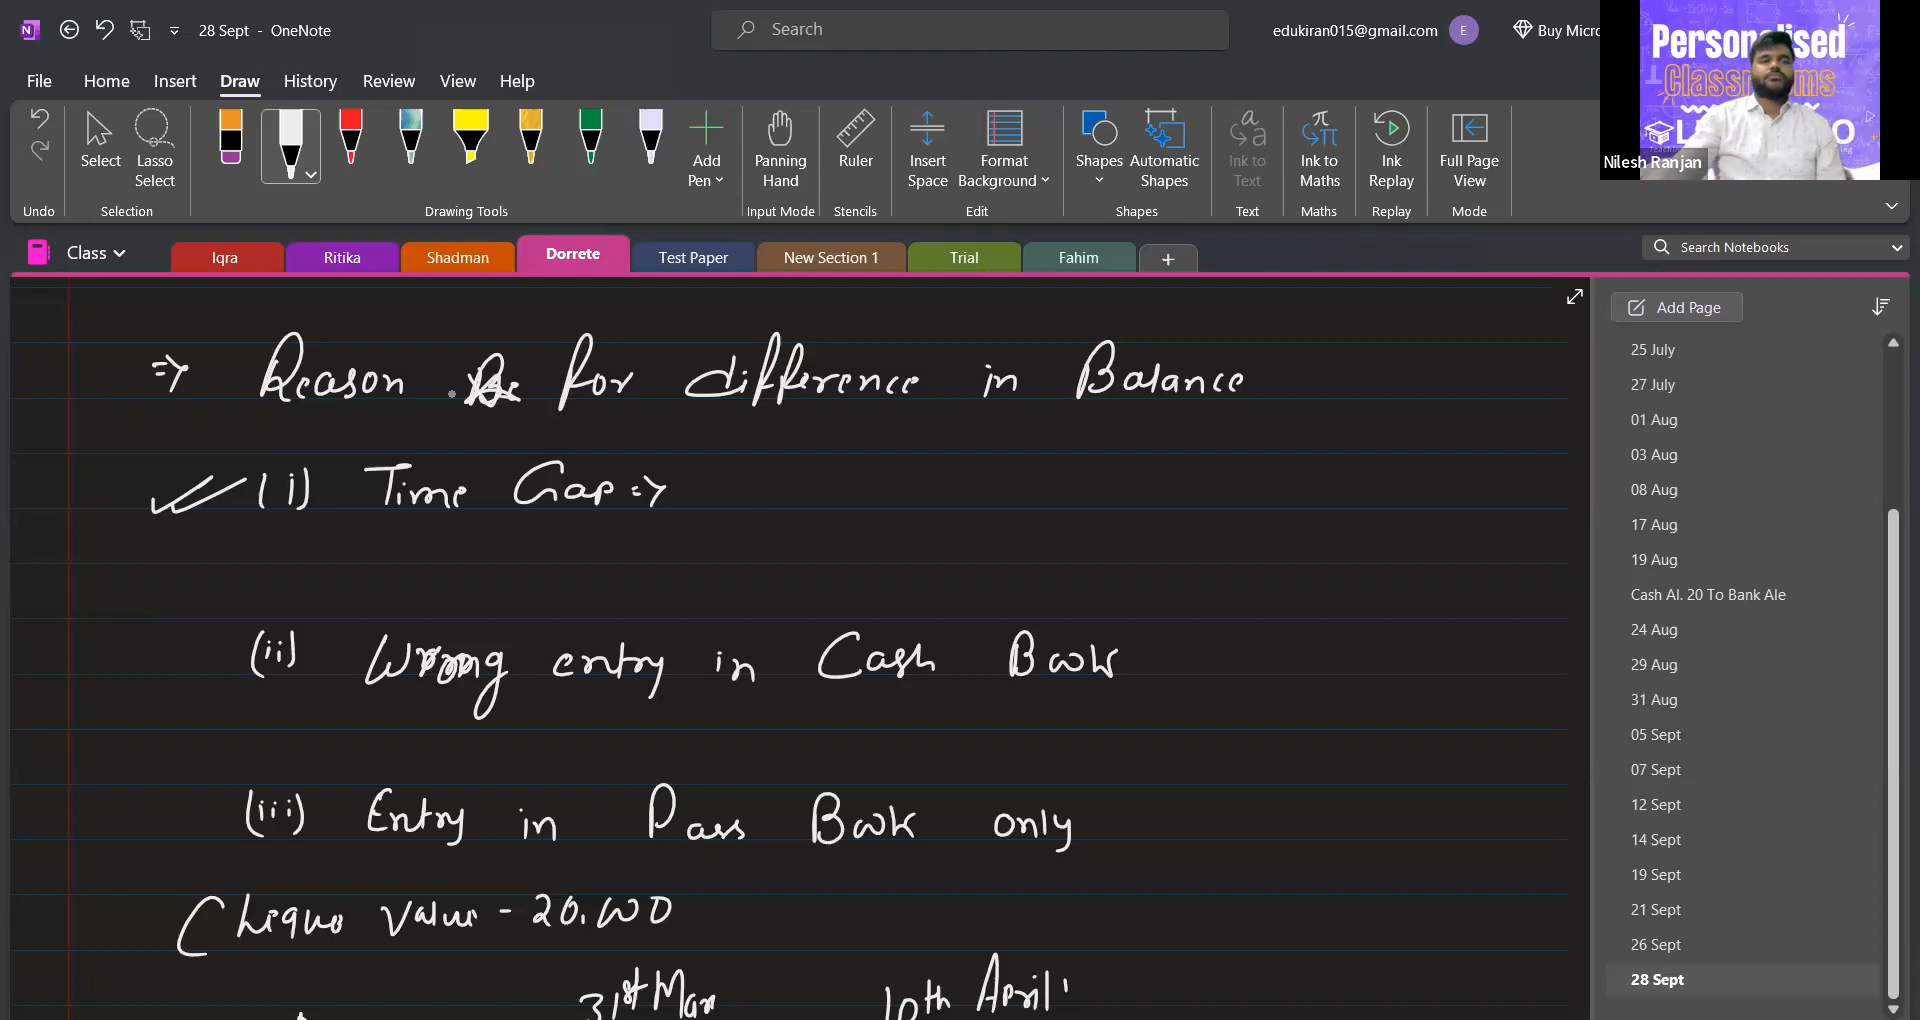 28 Sept - OneNote
Search
edukiran015@gmail.com
E
Buy Micro
File
Home
Insert
Draw
History
Review
View
Help
Select
Lasso Select
Add Pen
Panning Hand
Ruler
Insert Space
Format Background
Shapes
Automatic Shapes
Ink to Text
Ink to Maths
Ink Replay
Full Page View
Undo
Selection
Drawing Tools
Input Mode
Stencils
Edit
Shapes
Text
Maths
Replay
Mode
Personalised
Classrooms
Nilesh Ranjan
Class
Iqra
Ritika
Shadman
Dorrete
Test Paper
New Section 1
Trial
Fahim
+
Search Notebooks
⇒ Reason for difference in Balance
(i) Time Gap ⇒
(ii) Wrong entry in Cash Book
(iii) Entry in Pass Book only
Cheque Value - 20,000
31st Mar 10th April
Add Page
25 July
27 July
01 Aug
03 Aug
08 Aug
17 Aug
19 Aug
Cash Al. 20 To Bank Ale
24 Aug
29 Aug
31 Aug
05 Sept
07 Sept
12 Sept
14 Sept
19 Sept
21 Sept
26 Sept
28 Sept